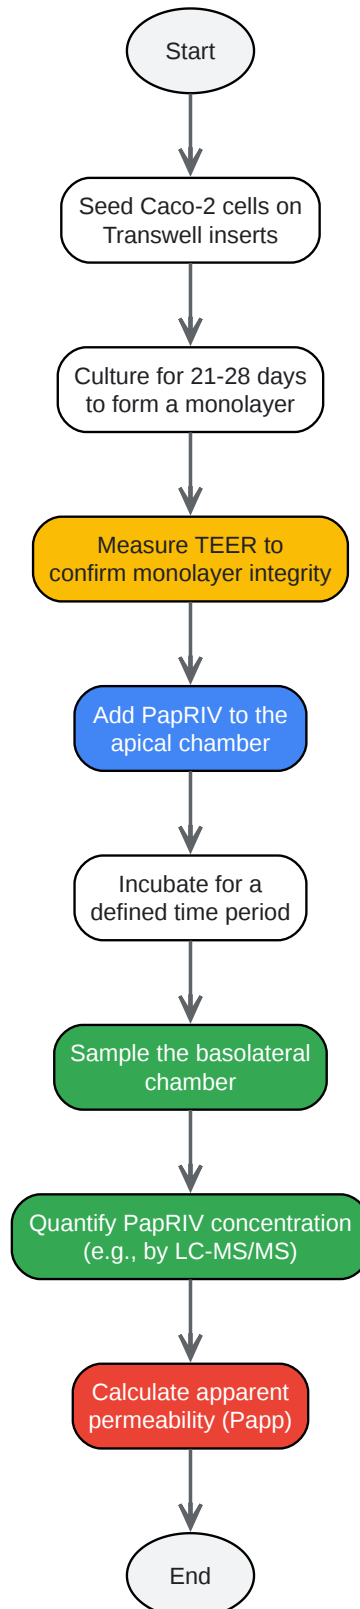 Start
Seed Caco-2 cells on
Transwell inserts
Culture for 21-28 days
to form a monolayer
Measure TEER to
confirm monolayer integrity
Add PapRIV to the
apical chamber
Incubate for a
defined time period
Sample the basolateral
chamber
Quantify PapRIV concentration
(e.g., by LC-MS/MS)
Calculate apparent
permeability (Papp)
End